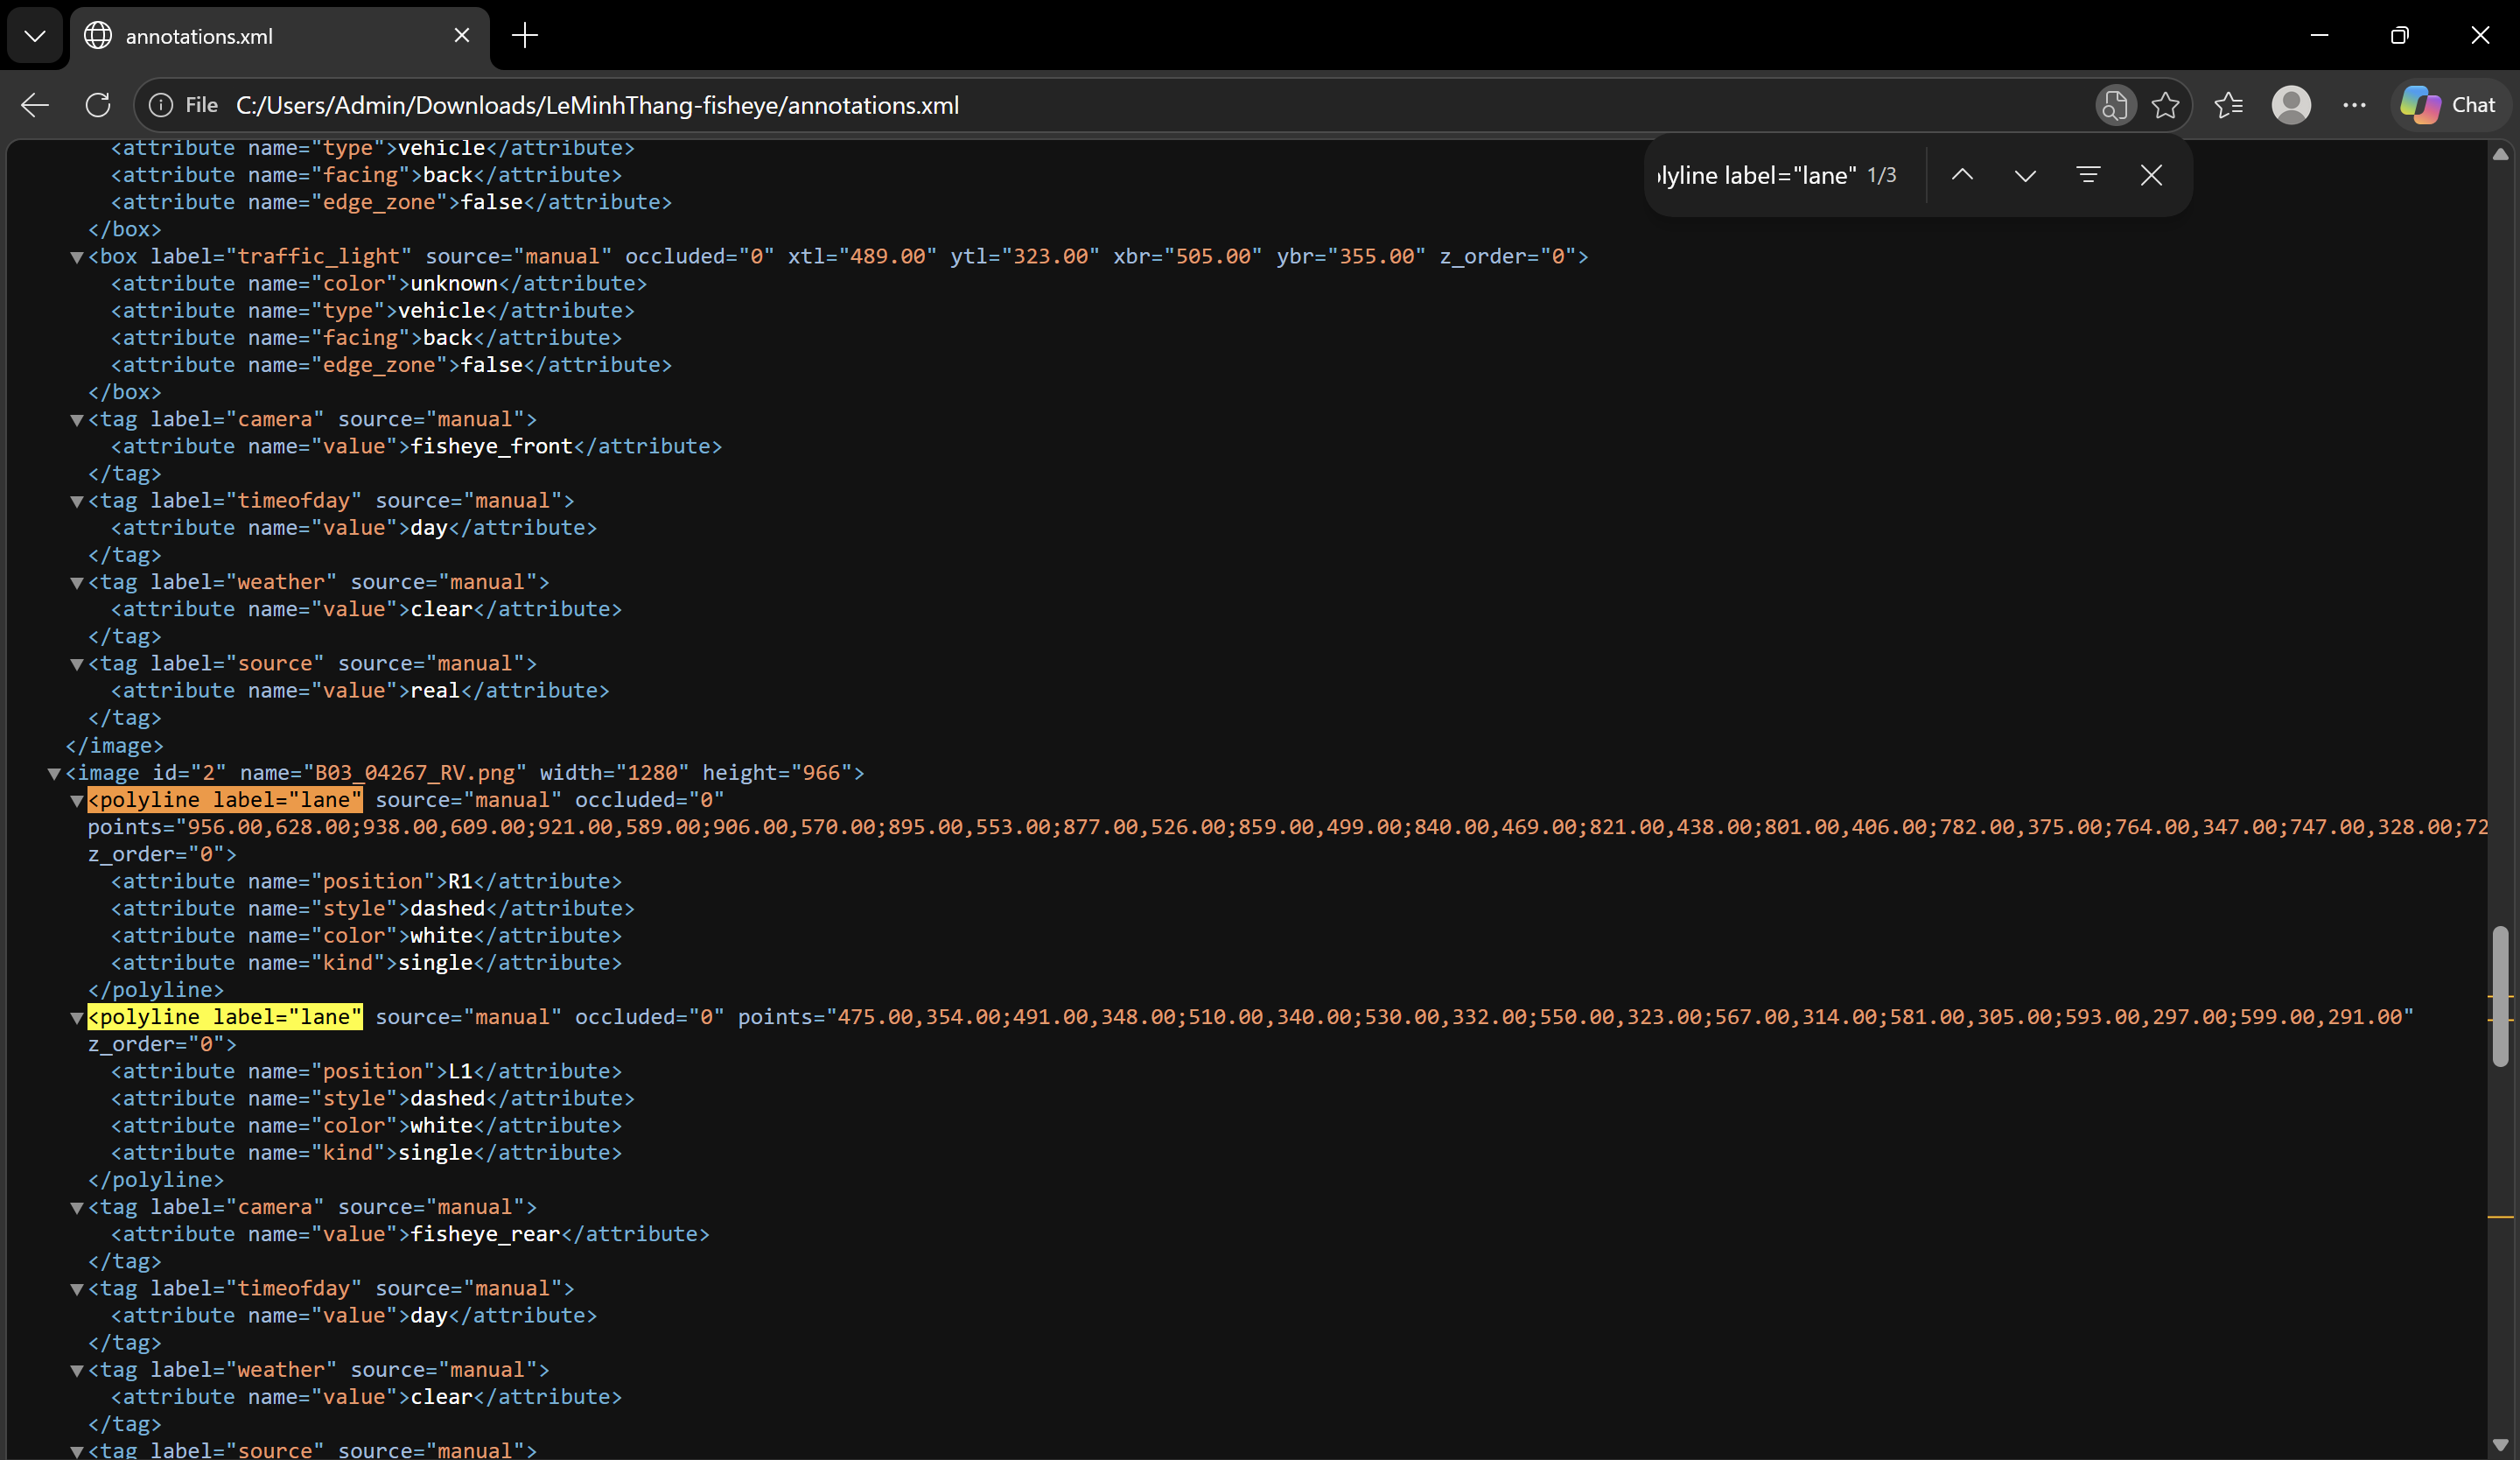 annotations.xml
File C:/Users/Admin/Downloads/LeMinhThang-fisheye/annotations.xml
Chat
lyline label="lane" 1/3
<attribute name="type">vehicle</attribute>
<attribute name="facing">back</attribute>
<attribute name="edge_zone">false</attribute>
</box>
▼<box label="traffic_light" source="manual" occluded="0" xtl="489.00" ytl="323.00" xbr="505.00" ybr="355.00" z_order="0">
<attribute name="color">unknown</attribute>
<attribute name="type">vehicle</attribute>
<attribute name="facing">back</attribute>
<attribute name="edge_zone">false</attribute>
</box>
▼<tag label="camera" source="manual">
<attribute name="value">fisheye_front</attribute>
</tag>
▼<tag label="timeofday" source="manual">
<attribute name="value">day</attribute>
</tag>
▼<tag label="weather" source="manual">
<attribute name="value">clear</attribute>
</tag>
▼<tag label="source" source="manual">
<attribute name="value">real</attribute>
</tag>
</image>
▼<image id="2" name="B03_04267_RV.png" width="1280" height="966">
▼<polyline label="lane" source="manual" occluded="0"
points="956.00,628.00;938.00,609.00;921.00,589.00;906.00,570.00;895.00,553.00;877.00,526.00;859.00,499.00;840.00,469.00;821.00,438.00;801.00,406.00;782.00,375.00;764.00,347.00;747.00,328.00;72
z_order="0">
<attribute name="position">R1</attribute>
<attribute name="style">dashed</attribute>
<attribute name="color">white</attribute>
<attribute name="kind">single</attribute>
</polyline>
▼<polyline label="lane" source="manual" occluded="0" points="475.00,354.00;491.00,348.00;510.00,340.00;530.00,332.00;550.00,323.00;567.00,314.00;581.00,305.00;593.00,297.00;599.00,291.00"
z_order="0">
<attribute name="position">L1</attribute>
<attribute name="style">dashed</attribute>
<attribute name="color">white</attribute>
<attribute name="kind">single</attribute>
</polyline>
▼<tag label="camera" source="manual">
<attribute name="value">fisheye_rear</attribute>
</tag>
▼<tag label="timeofday" source="manual">
<attribute name="value">day</attribute>
</tag>
▼<tag label="weather" source="manual">
<attribute name="value">clear</attribute>
</tag>
▼<tag label="source" source="manual">